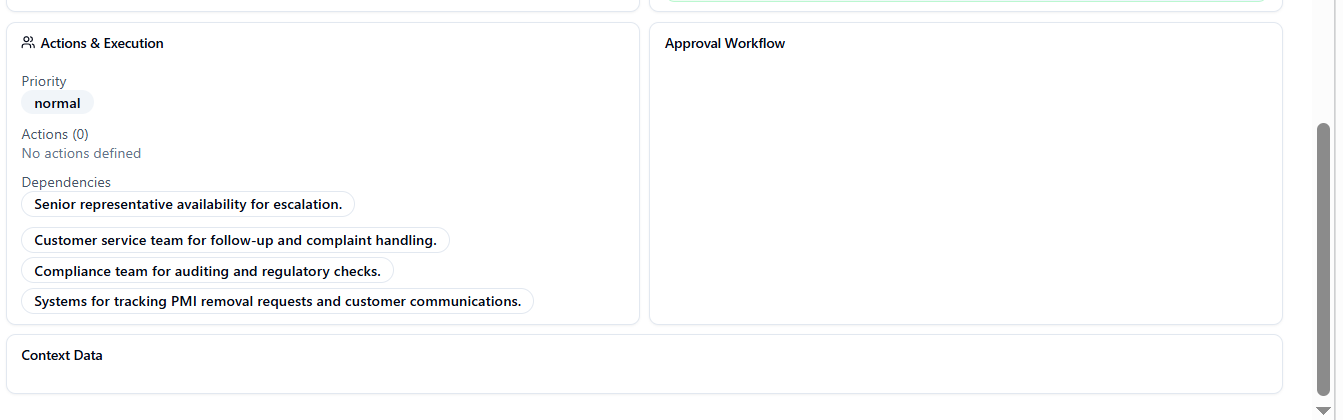 Actions & Execution
Priority
normal
Actions (0)
No actions defined
Dependencies
Senior representative availability for escalation.
Customer service team for follow-up and complaint handling.
Compliance team for auditing and regulatory checks.
Systems for tracking PMI removal requests and customer communications.
Approval Workflow
Context Data